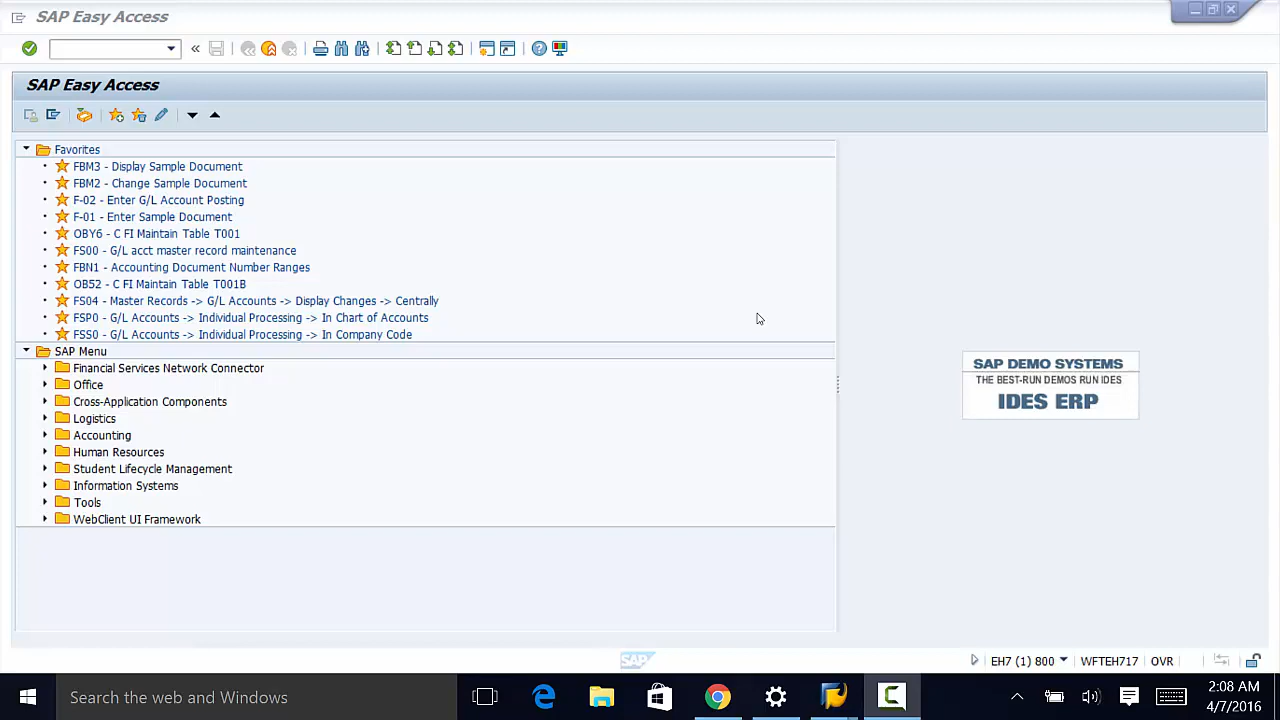 SAP Easy Access
SAP Easy Access
Favorites
FBM3 - Display Sample Document
FBM2 - Change Sample Document
F-02 - Enter G/L Account Posting
F-01 - Enter Sample Document
OBY6 - C FI Maintain Table T001
FS00 - G/L acct master record maintenance
FBN1 - Accounting Document Number Ranges
OB52 - C FI Maintain Table T001B
FS04 - Master Records -> G/L Accounts -> Display Changes -> Centrally
FSP0 - G/L Accounts -> Individual Processing -> In Chart of Accounts
FSS0 - G/L Accounts -> Individual Processing -> In Company Code
SAP Menu
Financial Services Network Connector
Office
Cross-Application Components
Logistics
Accounting
Human Resources
Student Lifecycle Management
Information Systems
Tools
WebClient UI Framework
SAP DEMO SYSTEMS
THE BEST-RUN DEMOS RUN IDES
IDES ERP
SAP
EH7 (1) 800 WFTEH717 OVR
Search the web and Windows
2:08 AM
4/7/2016